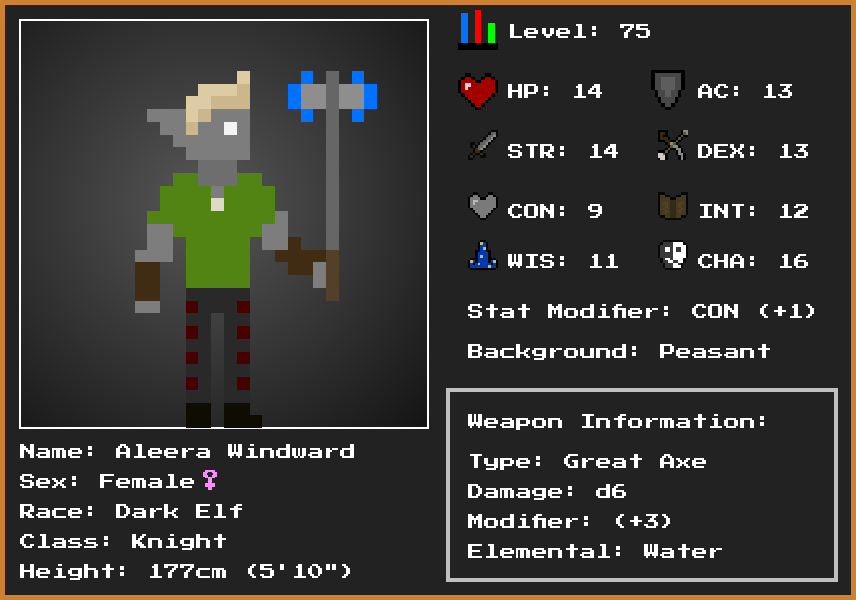 Level: 75
HP: 14
AC: 13
STR: 14
DEX: 13
CON: 9
INT: 12
WIS: 11
CHA: 16
Stat Modifier: CON (+1)
Background: Peasant
Weapon Information:
Type: Great Axe
Damage: d6
Modifier: (+3)
Elemental: Water
Name: Aleera Windward
Sex: Female♀
Race: Dark Elf
Class: Knight
Height: 177cm (5'10")